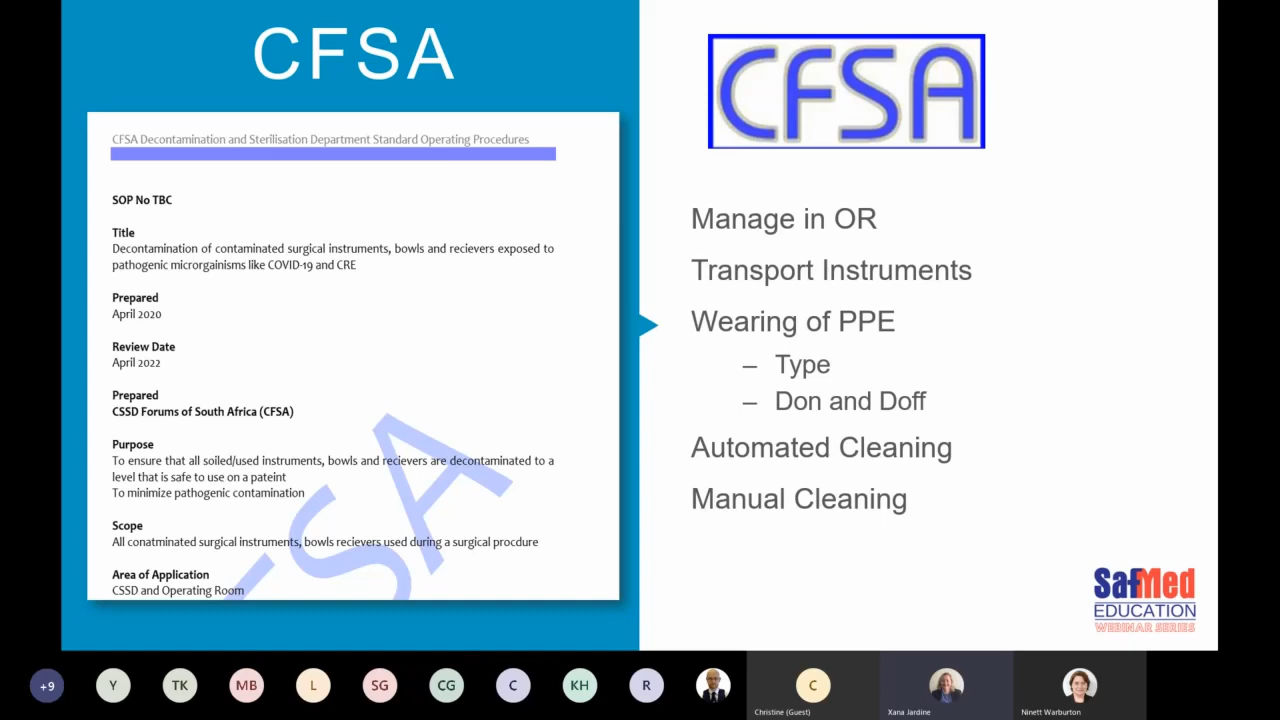 CFSA
CFSA Decontamination and Sterilisation Department Standard Operating Procedures
SOP No TBC
Title
Decontamination of contaminated surgical instruments, bowls and recievers exposed to
pathogenic microrgainisms like COVID-19 and CRE
Prepared
April 2020
Review Date
April 2022
Prepared
CSSD Forums of South Africa (CFSA)
Purpose
To ensure that all soiled/used instruments, bowls and recievers are decontaminated to a
level that is safe to use on a pateint
To minimize pathogenic contamination
Scope
All conatminated surgical instruments, bowls recievers used during a surgical procdure
Area of Application
CSSD and Operating Room
FSA
CFSA
Manage in OR
Transport Instruments
Wearing of PPE
– Type
– Don and Doff
Automated Cleaning
Manual Cleaning
SafMed
EDUCATION
WEBINAR SERIES
+9
Y
TK
MB
L
SG
CG
C
KH
R
C
Christine (Guest)
Xana Jardine
Ninett Warburton